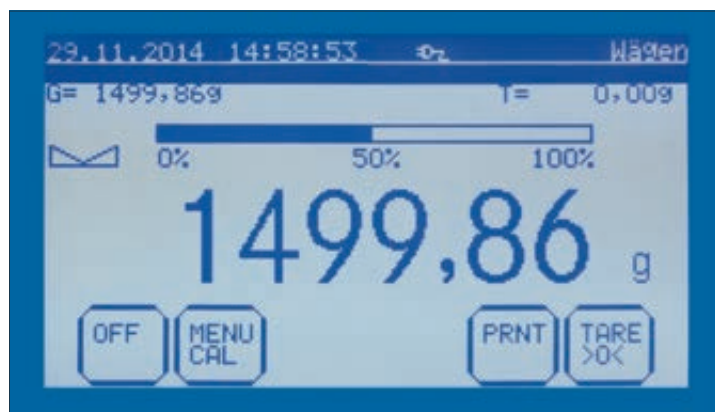 29.11.2014 14:58:53 Wägen
G= 1499,86g T= 0,00g
0% 50% 100%
1499,86 g
OFF MENU CAL PRNT TARE >0<